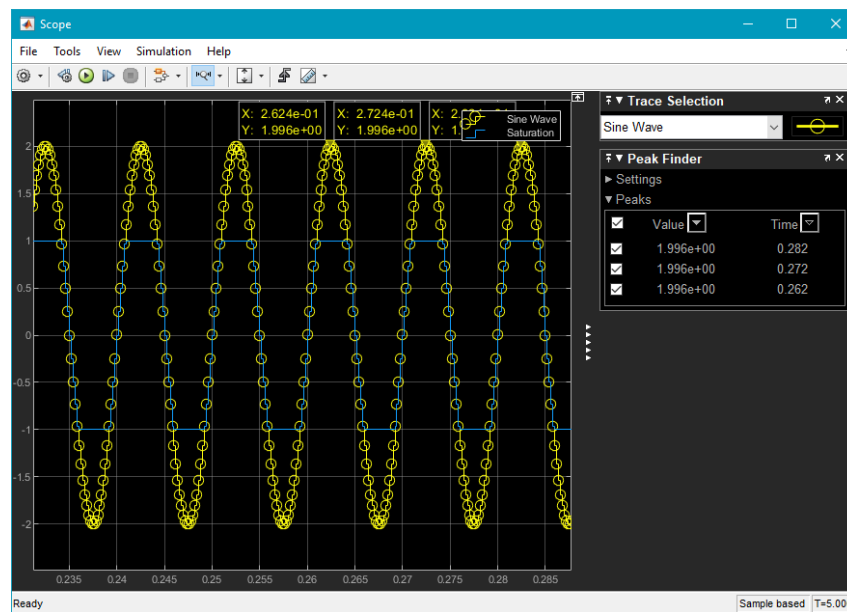 Scope
File Tools View Simulation Help
X: 2.624e-01
Y: 1.996e+00
X: 2.724e-01
Y: 1.996e+00
X: 2.
Y: 1.
Sine Wave
Saturation
2
1.5
1
0.5
0
-0.5
-1
-1.5
-2
0.235 0.24 0.245 0.25 0.255 0.26 0.265 0.27 0.275 0.28 0.285
Trace Selection
Sine Wave
Peak Finder
Settings
Peaks
Value Time
1.996e+00 0.282
1.996e+00 0.272
1.996e+00 0.262
Ready Sample based T=5.00